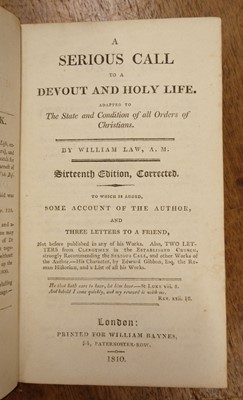 A
SERIOUS CALL
TO A
DEVOUT AND HOLY LIFE.
ADAPTED TO
The State and Condition of all Orders of
Christians.
BY WILLIAM LAW, A. M.
Sixteenth Edition, Corrected.
TO WHICH IS ADDED,
SOME ACCOUNT OF THE AUTHOR,
AND
THREE LETTERS TO A FRIEND,
Not before published in any of his Works. Also, TWO LET-
TERS from CLERGYMEN in the ESTABLISHED CHURCH,
strongly Recommending the SERIOUS CALL, and other Works of
the Author.—His Character, by Edward Gibbon, Esq. the
Roman Historian, and a List of all his Works.
He that hath ears to hear, let him hear—St LUKE viii. 8.
And behold I come quickly, and my reward is with me.
REV. xxii.
London:
PRINTED FOR WILLIAM BAYNES,
54, PATERNOSTER-ROW.
1810.